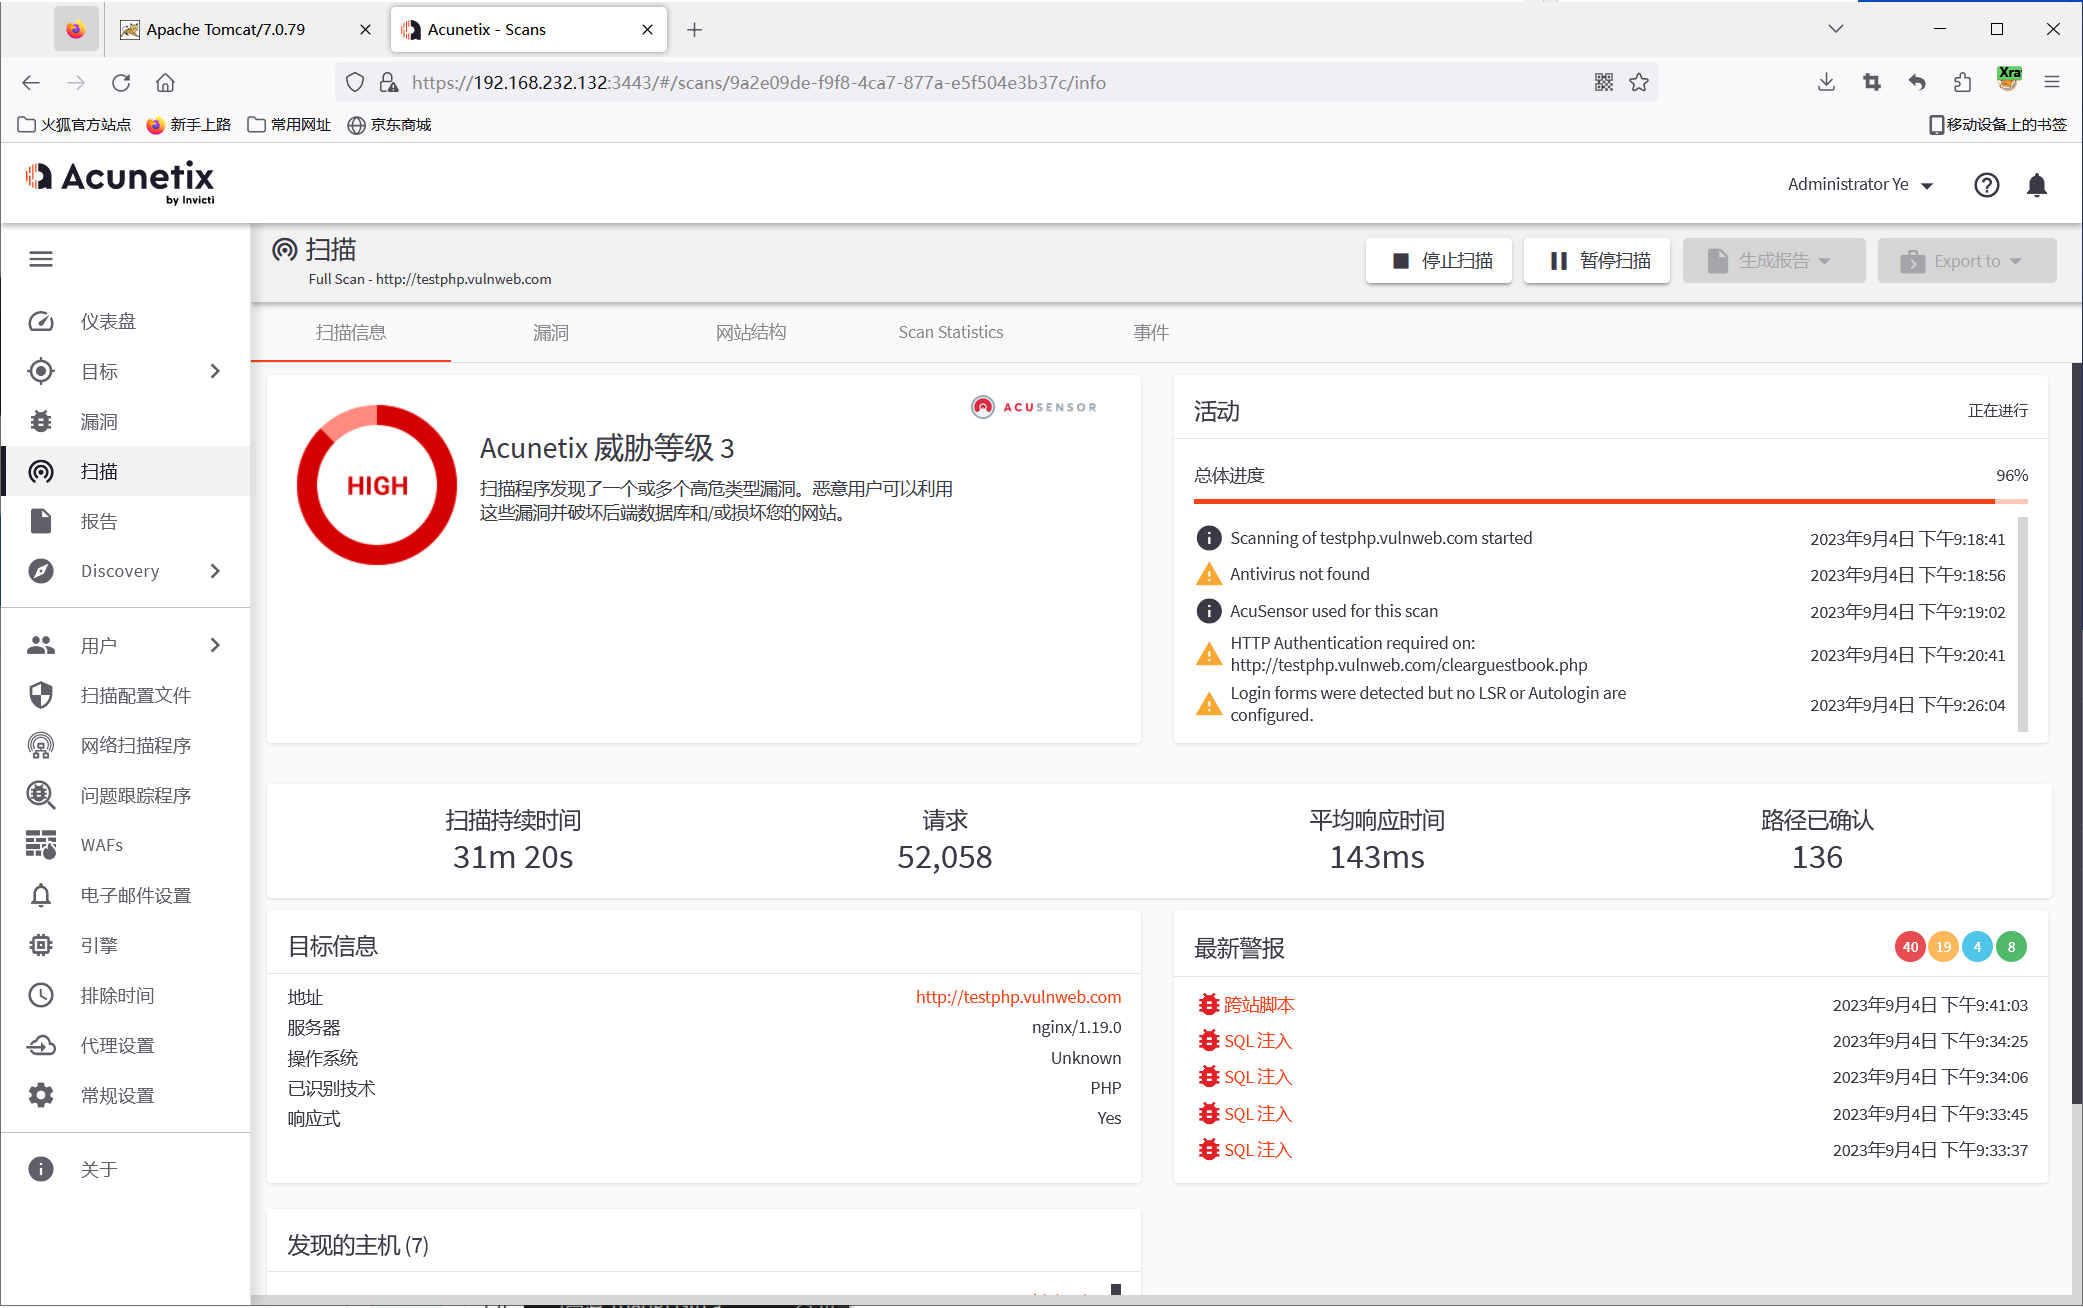 Apache Tomcat/7.0.79
Acunetix - Scans
https://192.168.232.132:3443/#/scans/9a2e09de-f9f8-4ca7-877a-e5f504e3b37c/info
Xra
火狐官方站点
新手上路
常用网址
京东商城
移动设备上的书签
Acunetix
by Invicti
Administrator Ye
扫描
Full Scan - http://testphp.vulnweb.com
停止扫描
暂停扫描
生成报告
Export to
仪表盘
目标
漏洞
扫描
报告
Discovery
用户
扫描配置文件
网络扫描程序
问题跟踪程序
WAFs
电子邮件设置
引擎
排除时间
代理设置
常规设置
关于
扫描信息
漏洞
网站结构
Scan Statistics
事件
HIGH
ACUSENSOR
Acunetix 威胁等级 3
扫描程序发现了一个或多个高危类型漏洞。恶意用户可以利用
这些漏洞并破坏后端数据库和/或损坏您的网站。
活动
正在进行
总体进度
96%
Scanning of testphp.vulnweb.com started
2023年9月4日 下午9:18:41
Antivirus not found
2023年9月4日 下午9:18:56
AcuSensor used for this scan
2023年9月4日 下午9:19:02
HTTP Authentication required on:
http://testphp.vulnweb.com/clearguestbook.php
2023年9月4日 下午9:20:41
Login forms were detected but no LSR or Autologin are
configured.
2023年9月4日 下午9:26:04
扫描持续时间
31m 20s
请求
52,058
平均响应时间
143ms
路径已确认
136
目标信息
地址
http://testphp.vulnweb.com
服务器
nginx/1.19.0
操作系统
Unknown
已识别技术
PHP
响应式
Yes
最新警报
40
19
4
8
跨站脚本
2023年9月4日 下午9:41:03
SQL 注入
2023年9月4日 下午9:34:25
SQL 注入
2023年9月4日 下午9:34:06
SQL 注入
2023年9月4日 下午9:33:45
SQL 注入
2023年9月4日 下午9:33:37
发现的主机 (7)